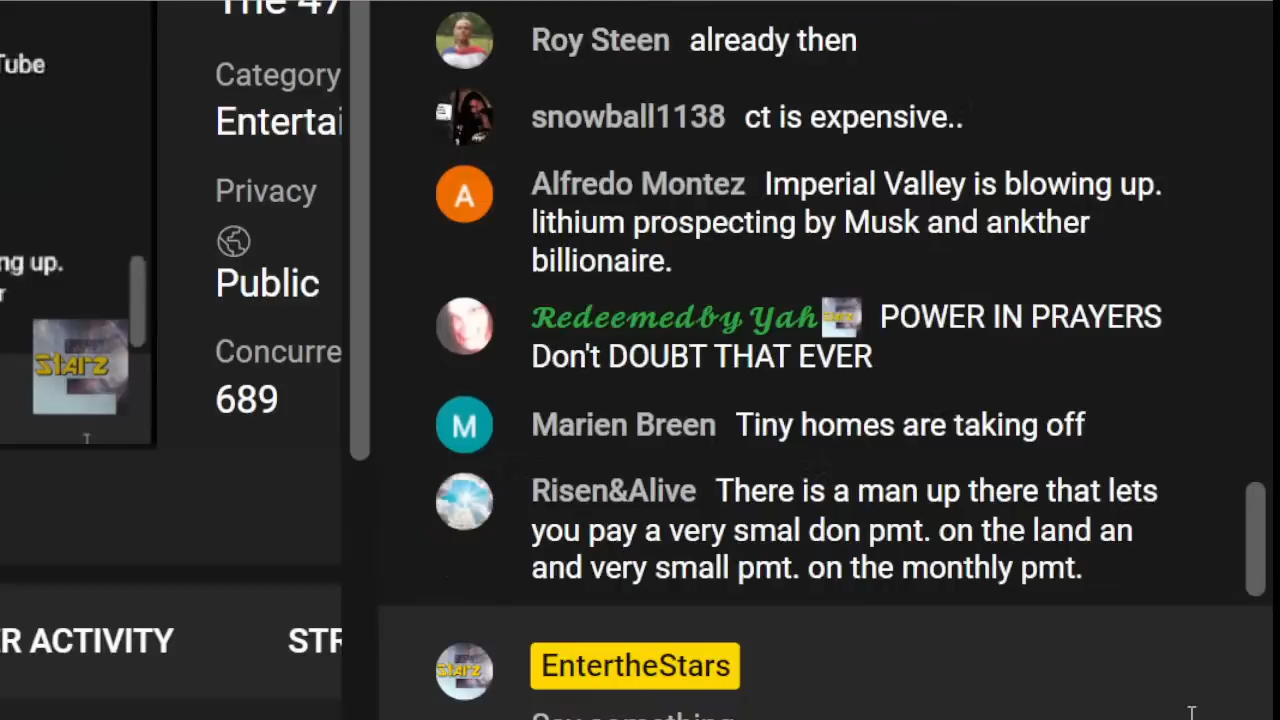 The 47
Tube
Category
Entertai
Privacy
Public
ng up.
r
Starz
Concurre
689
R ACTIVITY
STR
Roy Steen already then
snowball1138 ct is expensive..
Alfredo Montez Imperial Valley is blowing up.
lithium prospecting by Musk and ankther
billionaire.
Redeemed by Yah POWER IN PRAYERS
Don't DOUBT THAT EVER
Marien Breen Tiny homes are taking off
Risen&Alive There is a man up there that lets
you pay a very smal don pmt. on the land an
and very small pmt. on the monthly pmt.
EntertheStars
Say something